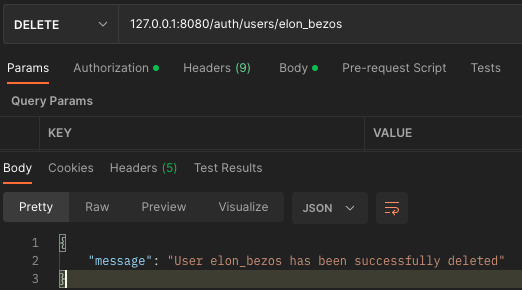 DELETE 127.0.0.1:8080/auth/users/elon_bezos
Params Authorization Headers (9) Body Pre-request Script Tests
Query Params
KEY VALUE
Body Cookies Headers (5) Test Results
Pretty Raw Preview Visualize JSON
1 {
2 "message": "User elon_bezos has been successfully deleted"
3 }